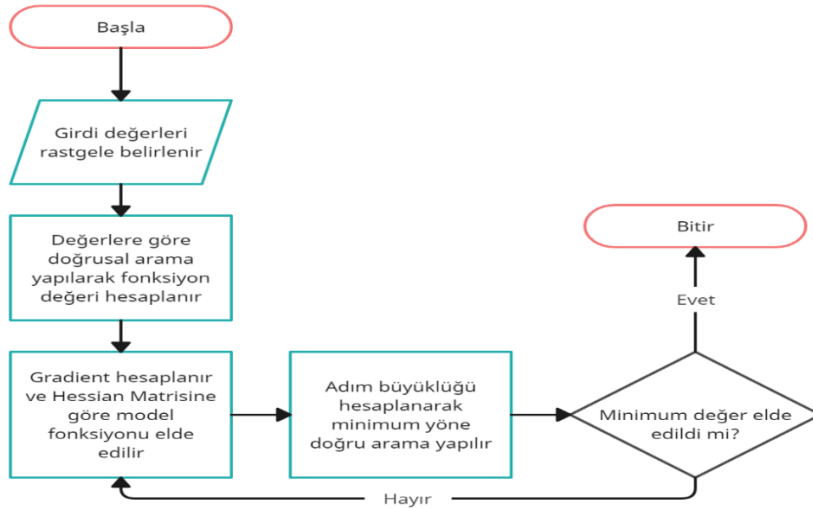 Başla
Girdi değerleri
rastgele belirlenir
Değerlere göre
doğrusal arama
yapılarak fonksiyon
değeri hesaplanır
Gradient hesaplanır
ve Hessian Matrisine
göre model
fonksiyonu elde
edilir
Adım büyüklüğü
hesaplanarak
minimum yöne
doğru arama yapılır
Minimum değer elde
edildi mi?
Evet
Bitir
Hayır